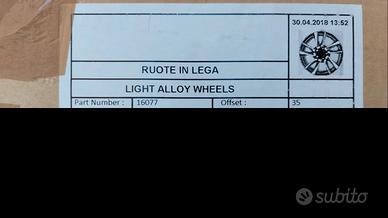 30.04.2018 13:52
RUOTE IN LEGA
LIGHT ALLOY WHEELS
Part Number : 16077 Offset : 35
subito